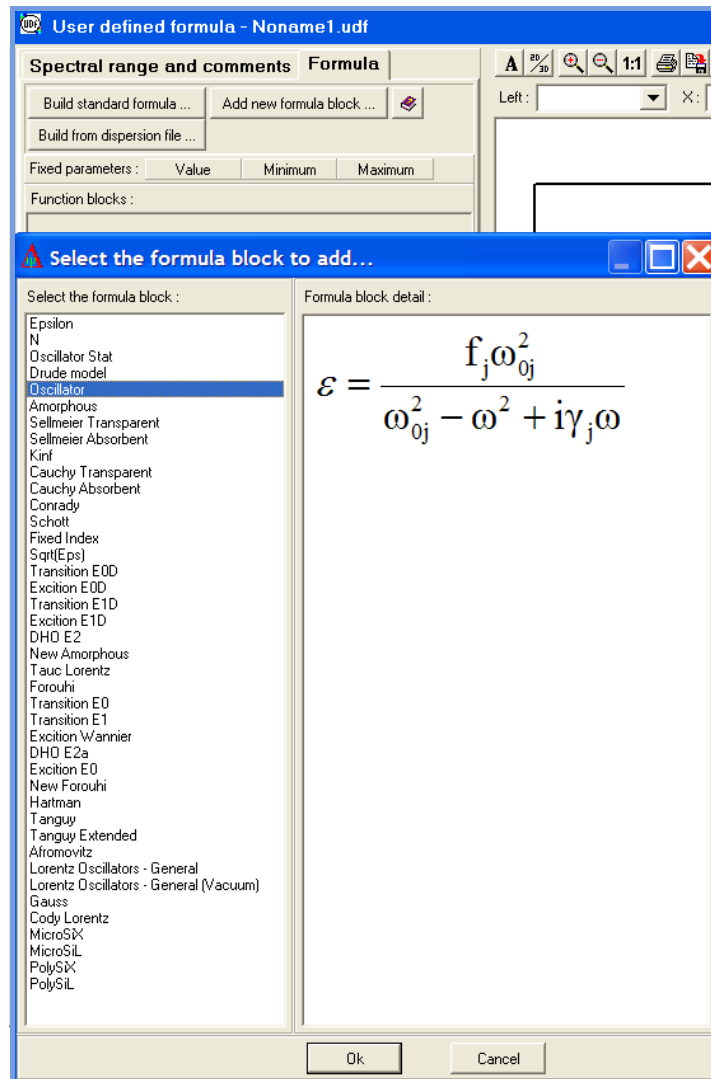 User defined formula - Noname1.udf
Spectral range and comments Formula
A 2D/3D 1:1
Build standard formula ... Add new formula block ...
Left : X :
Build from dispersion file ...
Fixed parameters : Value Minimum Maximum
Function blocks :
Select the formula block to add...
Select the formula block :
Epsilon
N
Oscillator Stat
Drude model
Oscillator
Amorphous
Sellmeier Transparent
Sellmeier Absorbent
Kinf
Cauchy Transparent
Cauchy Absorbent
Conrady
Schott
Fixed Index
Sqrt(Eps)
Transition E0D
Excition E0D
Transition E1D
Excition E1D
DHO E2
New Amorphous
Tauc Lorentz
Forouhi
Transition E0
Transition E1
Excition Wannier
DHO E2a
Excition E0
New Forouhi
Hartman
Tanguy
Tanguy Extended
Afromovitz
Lorentz Oscillators - General
Lorentz Oscillators - General (Vacuum)
Gauss
Cody Lorentz
MicroSiX
MicroSiL
PolySiX
PolySiL
Formula block detail :
ε = f_j ω_0j^2 / (ω_0j^2 − ω^2 + iγ_j ω)
Ok Cancel